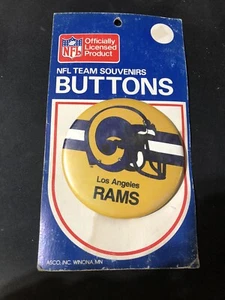 NFL
Officially
Licensed
Product
NFL TEAM SOUVENIRS
BUTTONS
Los Angeles
RAMS
ASCO, INC. WINONA, MN